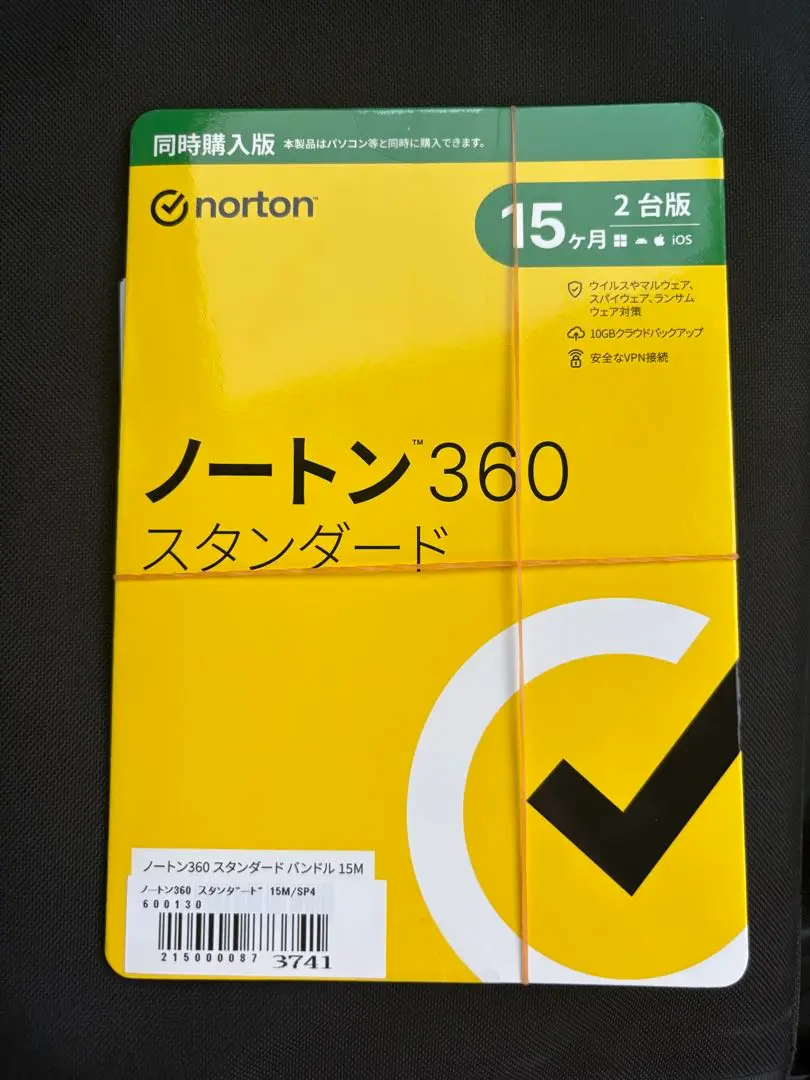 同時購入版 本製品はパソコン等と同時に購入できます。
norton
15ヶ月
2台版
iOS
ウイルスやマルウェア、
スパイウェア、ランサム
ウェア対策
10GBクラウドバックアップ
安全なVPN接続
ノートン™360
スタンダード
ノートン360 スタンダード バンドル 15M
ノートン360 スタンダード 15M/SP4
600130
215000087 3741